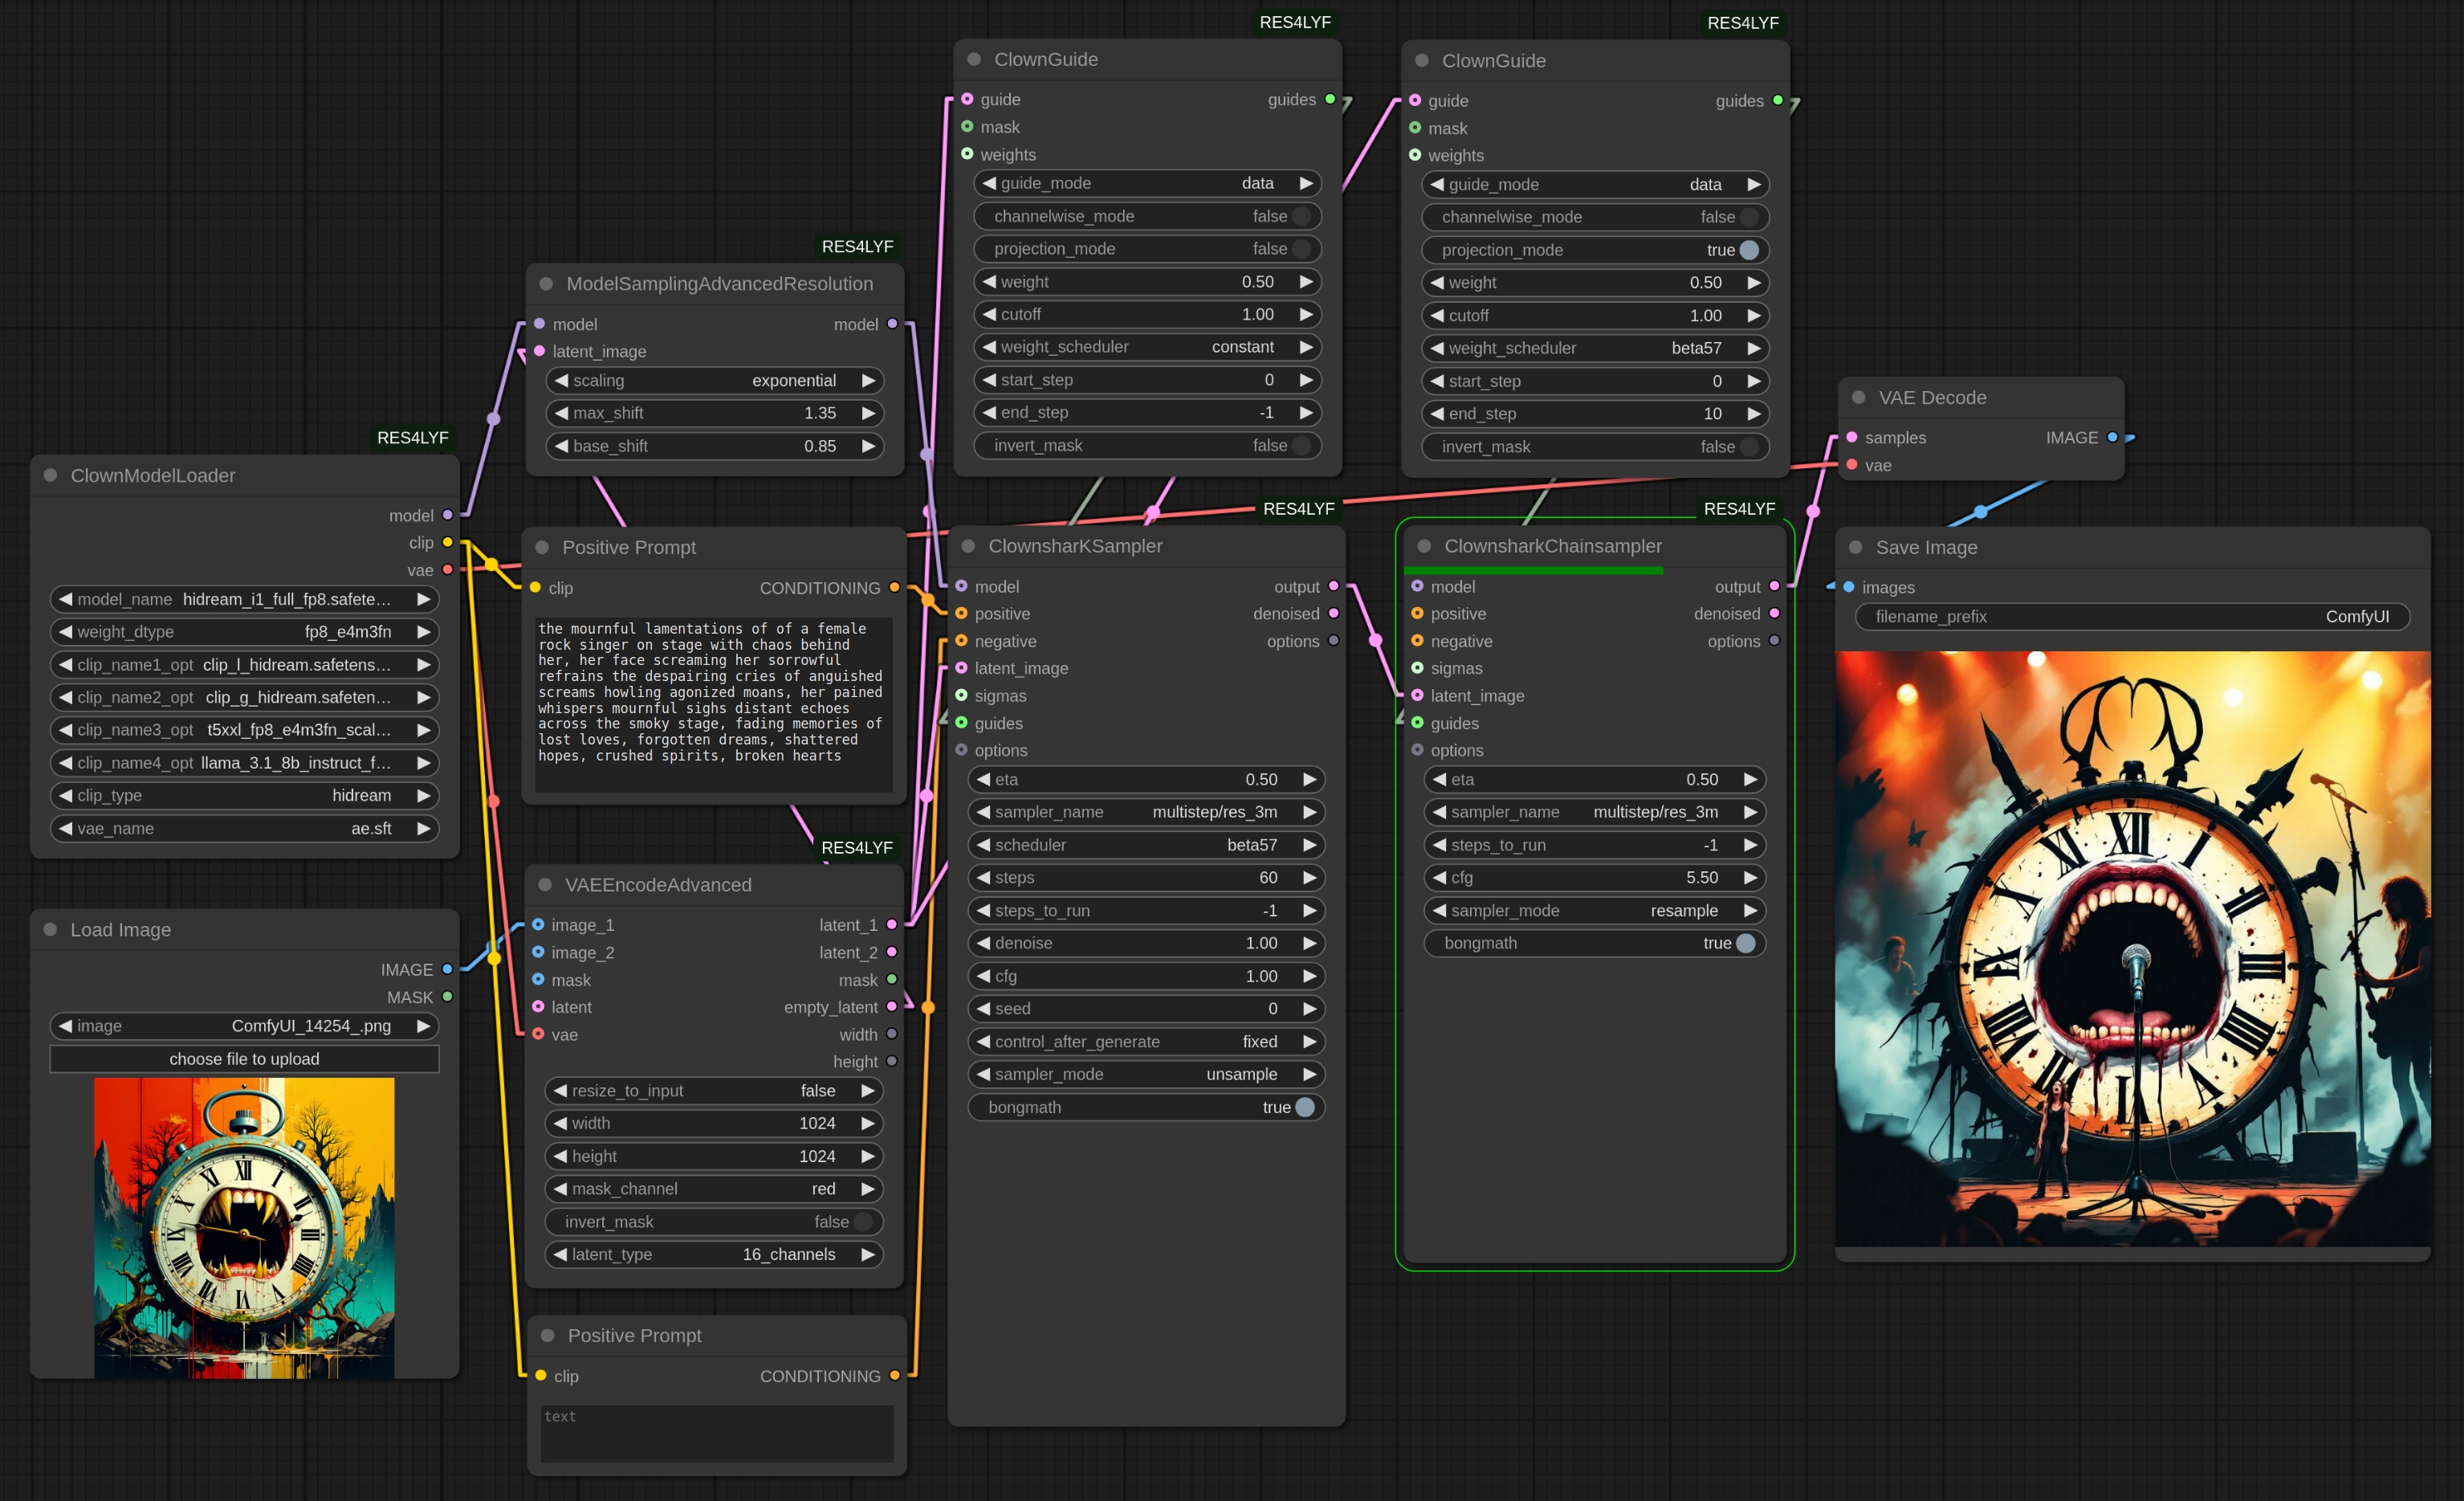 RES4LYF
ClownModelLoader
model
clip
vae
model_name hidream_i1_full_fp8.safete…
weight_dtype fp8_e4m3fn
clip_name1_opt clip_l_hidream.safetens…
clip_name2_opt clip_g_hidream.safeten…
clip_name3_opt t5xxl_fp8_e4m3fn_scal…
clip_name4_opt llama_3.1_8b_instruct_f…
clip_type hidream
vae_name ae.sft
Load Image
IMAGE
MASK
image ComfyUI_14254_.png
choose file to upload
RES4LYF
ModelSamplingAdvancedResolution
model model
latent_image
scaling exponential
max_shift 1.35
base_shift 0.85
Positive Prompt
clip CONDITIONING
the mournful lamentations of of a female
rock singer on stage with chaos behind
her, her face screaming her sorrowful
refrains the despairing cries of anguished
screams howling agonized moans, her pained
whispers mournful sighs distant echoes
across the smoky stage, fading memories of
lost loves, forgotten dreams, shattered
hopes, crushed spirits, broken hearts
RES4LYF
VAEEncodeAdvanced
image_1 latent_1
image_2 latent_2
mask mask
latent empty_latent
vae width
height
resize_to_input false
width 1024
height 1024
mask_channel red
invert_mask false
latent_type 16_channels
Positive Prompt
clip CONDITIONING
text
RES4LYF
ClownGuide
guide guides
mask
weights
guide_mode data
channelwise_mode false
projection_mode false
weight 0.50
cutoff 1.00
weight_scheduler constant
start_step 0
end_step -1
invert_mask false
RES4LYF
ClownsharKSampler
model output
positive denoised
negative options
latent_image
sigmas
guides
options
eta 0.50
sampler_name multistep/res_3m
scheduler beta57
steps 60
steps_to_run -1
denoise 1.00
cfg 1.00
seed 0
control_after_generate fixed
sampler_mode unsample
bongmath true
RES4LYF
ClownGuide
guide guides
mask
weights
guide_mode data
channelwise_mode false
projection_mode true
weight 0.50
cutoff 1.00
weight_scheduler beta57
start_step 0
end_step 10
invert_mask false
RES4LYF
ClownsharkChainsampler
model output
positive denoised
negative options
sigmas
latent_image
guides
options
eta 0.50
sampler_name multistep/res_3m
steps_to_run -1
cfg 5.50
sampler_mode resample
bongmath true
VAE Decode
samples IMAGE
vae
Save Image
images
filename_prefix ComfyUI